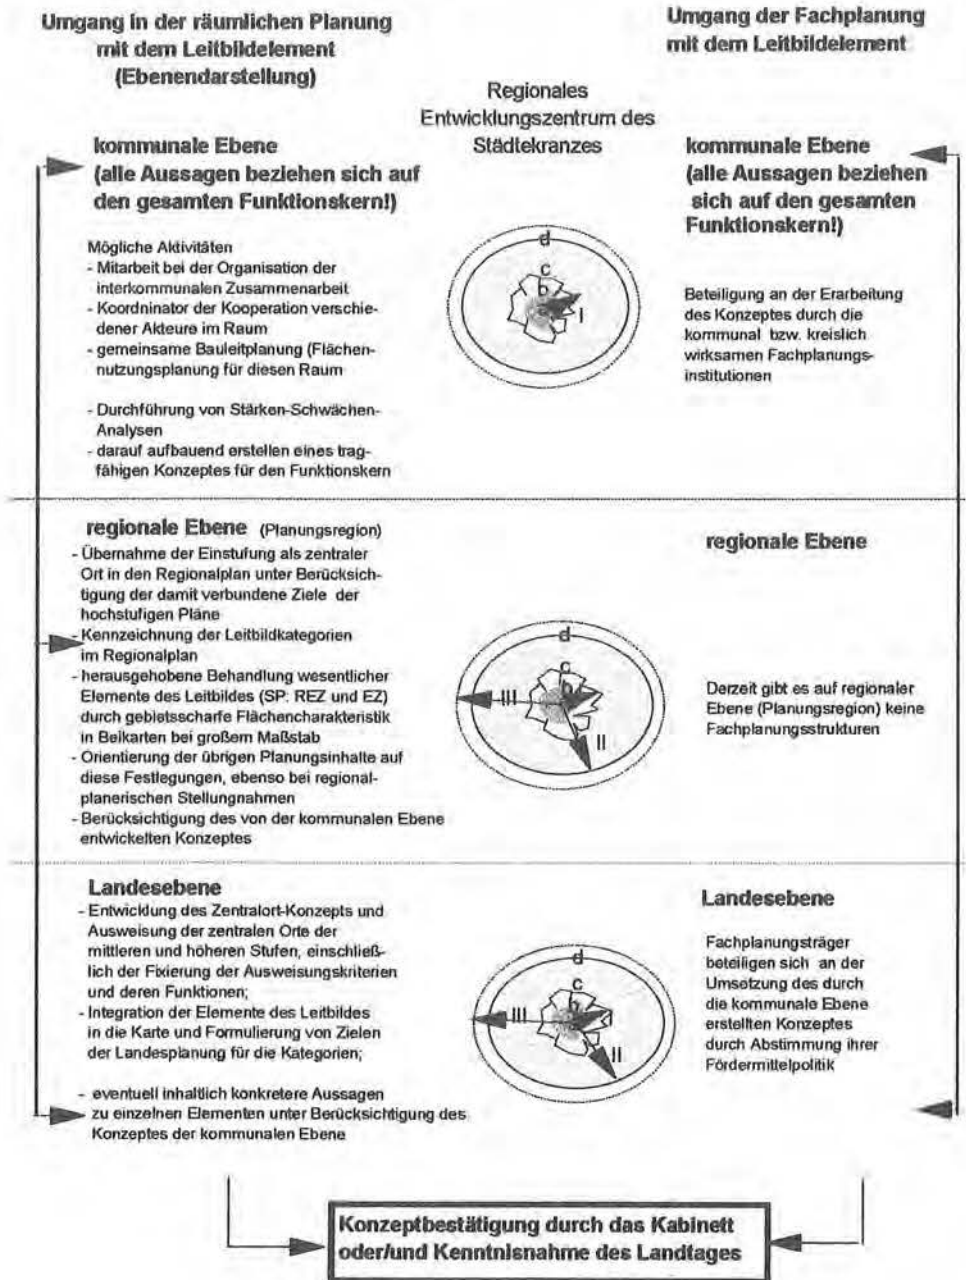 Umgang in der räumlichen Planung
mit dem Leitbildelement
(Ebenendarstellung)
Umgang der Fachplanung
mit dem Leitbildelement
Regionales
Entwicklungszentrum des
Städtekranzes
kommunale Ebene
(alle Aussagen beziehen sich auf
den gesamten Funktionskern!)
Mögliche Aktivitäten
- Mitarbeit bei der Organisation der
interkommunalen Zusammenarbeit
- Koordninator der Kooperation verschie-
dener Akteure im Raum
- gemeinsame Bauleitplanung (Flächen-
nutzungsplanung für diesen Raum
- Durchführung von Stärken-Schwächen-
Analysen
- darauf aufbauend erstellen eines trag-
fähigen Konzeptes für den Funktionskern
d
c
b
I
kommunale Ebene
(alle Aussagen beziehen
sich auf den gesamten
Funktionskern!)
Beteiligung an der Erarbeitung
des Konzeptes durch die
kommunal bzw. kreislich
wirksamen Fachplanungs-
institutionen
regionale Ebene (Planungsregion)
- Übernahme der Einstufung als zentraler
Ort in den Regionalplan unter Berücksich-
tigung der damit verbundene Ziele der
hochstufigen Pläne
- Kennzeichnung der Leitbildkategorien
im Regionalplan
- herausgehobene Behandlung wesentlicher
Elemente des Leitbildes (SP: REZ und EZ)
durch gebietsscharfe Flächencharakteristik
in Beikarten bei großem Maßstab
- Orientierung der übrigen Planungsinhalte auf
diese Festlegungen, ebenso bei regional-
planerischen Stellungnahmen
- Berücksichtigung des von der kommunalen Ebene
entwickelten Konzeptes
d
c
b
III
II
regionale Ebene
Derzeit gibt es auf regionaler
Ebene (Planungsregion) keine
Fachplanungsstrukturen
Landesebene
- Entwicklung des Zentralort-Konzepts und
Ausweisung der zentralen Orte der
mittleren und höheren Stufen, einschließ-
lich der Fixierung der Ausweisungskriterien
und deren Funktionen;
- Integration der Elemente des Leitbildes
in die Karte und Formulierung von Zielen
der Landesplanung für die Kategorien;
- eventuell inhaltlich konkretere Aussagen
zu einzelnen Elementen unter Berücksichtigung des
Konzeptes der kommunalen Ebene
d
c
b
III
I
II
Landesebene
Fachplanungsträger
beteiligen sich an der
Umsetzung des durch
die kommunale Ebene
erstellten Konzeptes
durch Abstimmung ihrer
Fördermittelpolitik
Konzeptbestätigung durch das Kabinett
oder/und Kenntnisnahme des Landtages